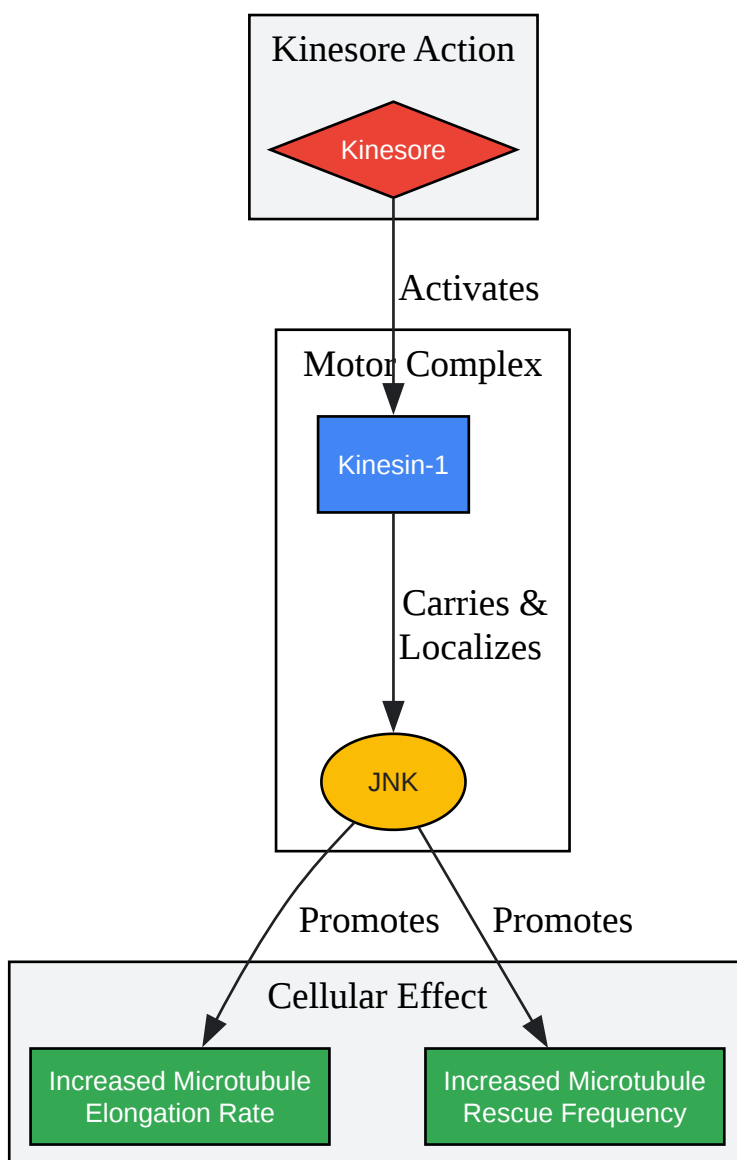 Kinesore Action
Kinesore
Activates
Motor Complex
Kinesin-1
Carries &
Localizes
JNK
Promotes
Promotes
Cellular Effect
Increased Microtubule
Elongation Rate
Increased Microtubule
Rescue Frequency